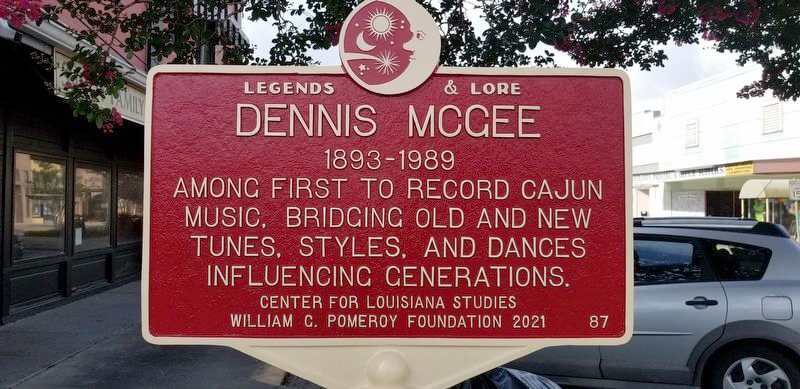 LEGENDS & LORE
DENNIS MCGEE
1893-1989
AMONG FIRST TO RECORD CAJUN
MUSIC, BRIDGING OLD AND NEW
TUNES, STYLES, AND DANCES
INFLUENCING GENERATIONS.
CENTER FOR LOUISIANA STUDIES
WILLIAM G. POMEROY FOUNDATION 2021 87
FAMILY